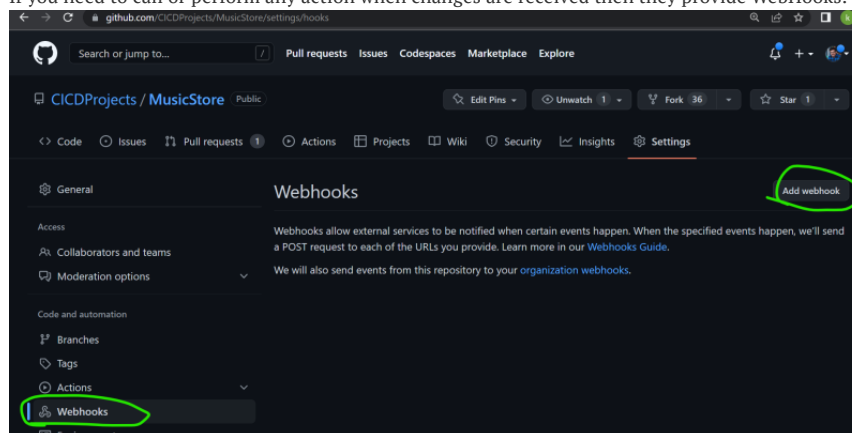 If you need to call or perform any action when changes are received then they provide WebHooks.
github.com/CICDProjects/MusicStore/settings/hooks
Search or jump to... / Pull requests Issues Codespaces Marketplace Explore
CICDProjects / MusicStore Public Edit Pins Unwatch 1 Fork 36 Star 1
Code Issues Pull requests 1 Actions Projects Wiki Security Insights Settings
General
Webhooks
Add webhook
Access
Collaborators and teams
Moderation options
Webhooks allow external services to be notified when certain events happen. When the specified events happen, we'll send
a POST request to each of the URLs you provide. Learn more in our Webhooks Guide.
We will also send events from this repository to your organization webhooks.
Code and automation
Branches
Tags
Actions
Webhooks